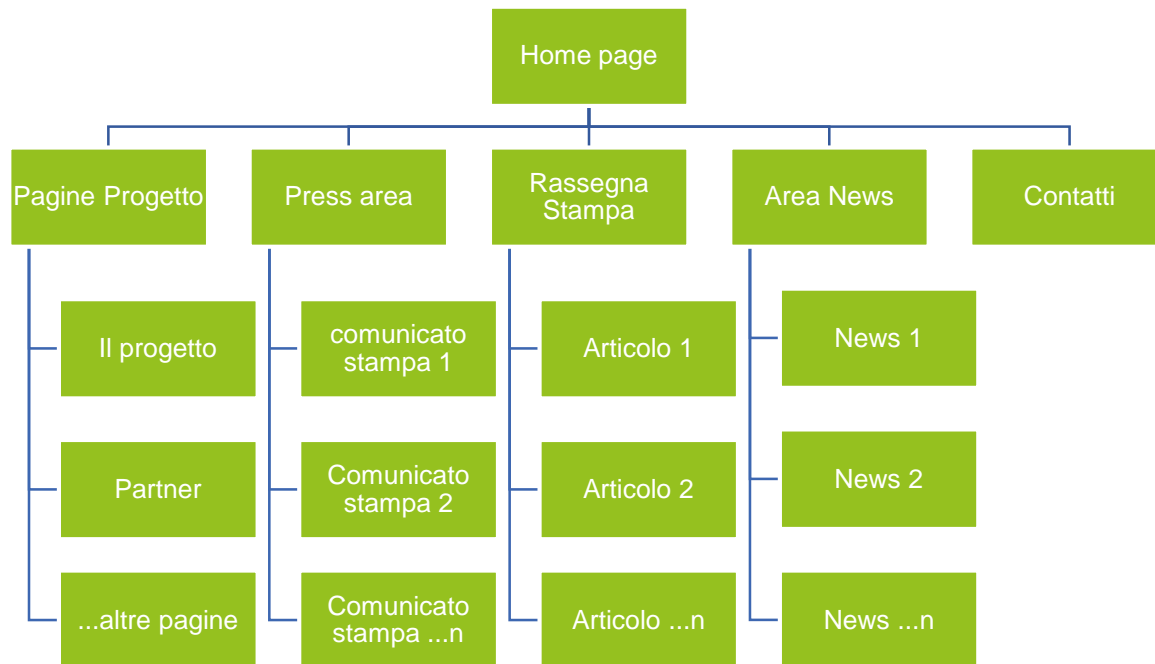 Home page
Pagine Progetto
Press area
Rassegna
Stampa
Area News
Contatti
Il progetto
comunicato
stampa 1
Articolo 1
News 1
Partner
Comunicato
stampa 2
Articolo 2
News 2
...altre pagine
Comunicato
stampa ...n
Articolo ...n
News ...n